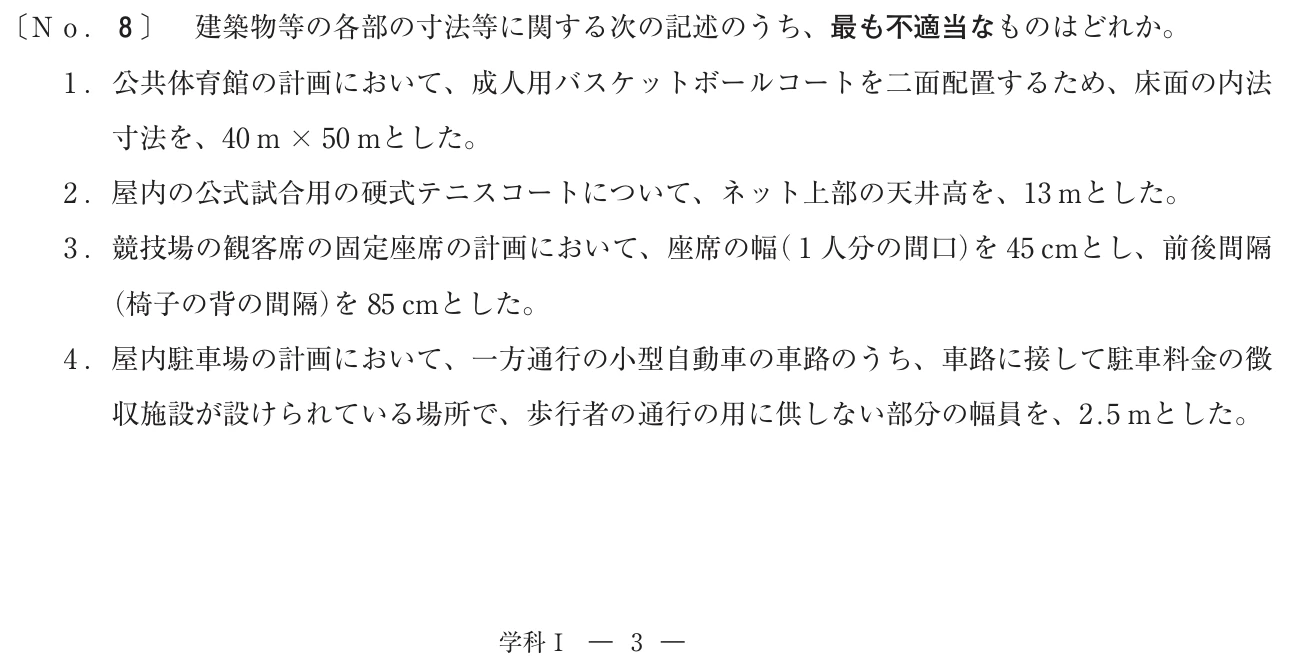 〔Ｎｏ．８〕　建築物等の各部の寸法等に関する次の記述のうち、最も不適当なものはどれか。
１．公共体育館の計画において、成人用バスケットボールコートを二面配置するため、床面の内法
寸法を、40 m × 50 mとした。
２．屋内の公式試合用の硬式テニスコートについて、ネット上部の天井高を、13 mとした。
３．競技場の観客席の固定座席の計画において、座席の幅(１人分の間口)を 45 cmとし、前後間隔
(椅子の背の間隔)を 85 cmとした。
４．屋内駐車場の計画において、一方通行の小型自動車の車路のうち、車路に接して駐車料金の徴
収施設が設けられている場所で、歩行者の通行の用に供しない部分の幅員を、2.5 mとした。
学科Ⅰ ― 3 ―